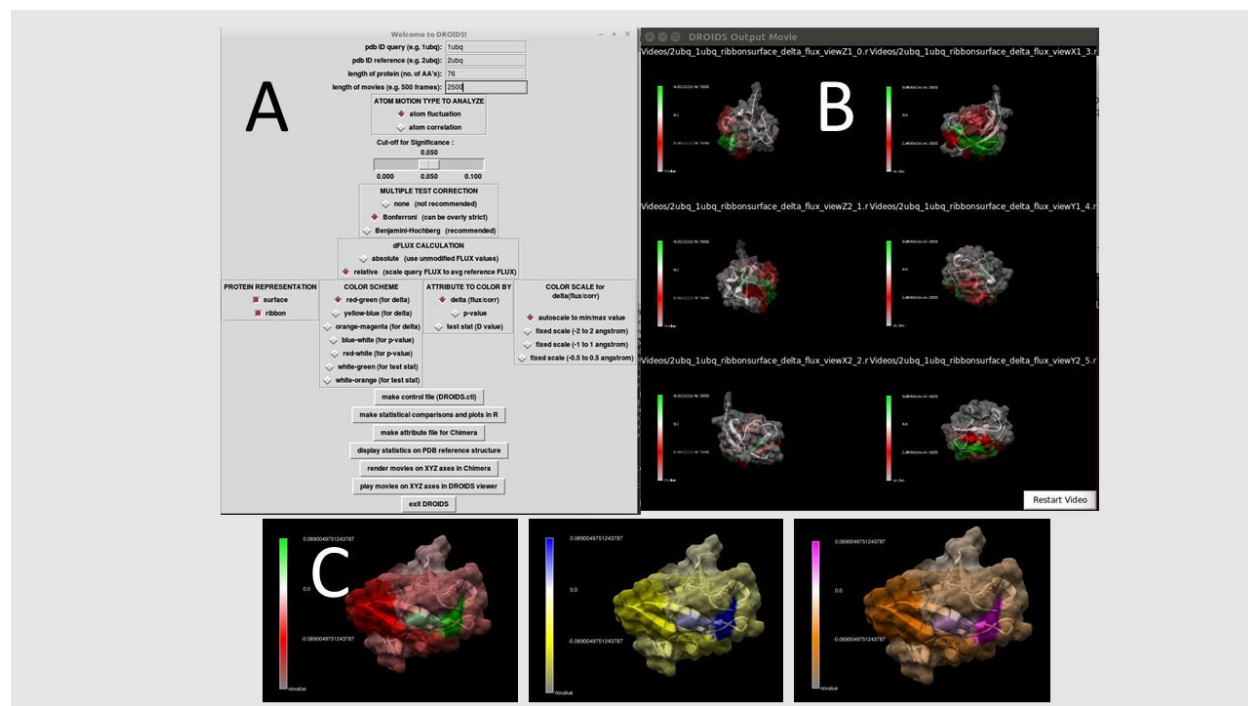 Welcome to DROIDS!
pdb ID query (e.g. 1ubq): 1ubq
pdb ID reference (e.g. 2ubq): 2ubq
length of protein (no. of AA's): 76
length of movies (e.g. 500 frames): 2500
A
ATOM MOTION TYPE TO ANALYZE
atom fluctuation
atom correlation
Cut-off for Significance :
0.050
0.000 0.050 0.100
MULTIPLE TEST CORRECTION
none (not recommended)
Bonferroni (can be overly strict)
Benjamini-Hochberg (recommended)
dFLUX CALCULATION
absolute (use unmodified FLUX values)
relative (scale query FLUX to avg reference FLUX)
PROTEIN REPRESENTATION
surface
ribbon
COLOR SCHEME
red-green (for delta)
yellow-blue (for delta)
orange-magenta (for delta)
blue-white (for p-value)
red-white (for p-value)
white-green (for test stat)
white-orange (for test stat)
ATTRIBUTE TO COLOR BY
delta (flux/corr)
p-value
test stat (D value)
COLOR SCALE for
delta(flux/corr)
autoscale to min/max value
fixed scale (-2 to 2 angstrom)
fixed scale (-1 to 1 angstrom)
fixed scale (-0.5 to 0.5 angstrom)
make control file (DROIDS.ctl)
make statistical comparisons and plots in R
make attribute file for Chimera
display statistics on PDB reference structure
render movies on XYZ axes in Chimera
play movies on XYZ axes in DROIDS viewer
exit DROIDS
DROIDS Output Movie
Videos/2ubq_1ubq_ribbonsurface_delta_flux_viewZ1_0.r
Videos/2ubq_1ubq_ribbonsurface_delta_flux_viewX1_3.r
B
Videos/2ubq_1ubq_ribbonsurface_delta_flux_viewZ2_1.r
Videos/2ubq_1ubq_ribbonsurface_delta_flux_viewY1_4.r
Videos/2ubq_1ubq_ribbonsurface_delta_flux_viewX2_2.r
Videos/2ubq_1ubq_ribbonsurface_delta_flux_viewY2_5.r
Restart Video
C
0.0890049751243787
0.0
-0.0890049751243787
novalue
0.0890049751243787
0.0
-0.0890049751243787
novalue
0.0890049751243787
0.0
-0.0890049751243787
novalue